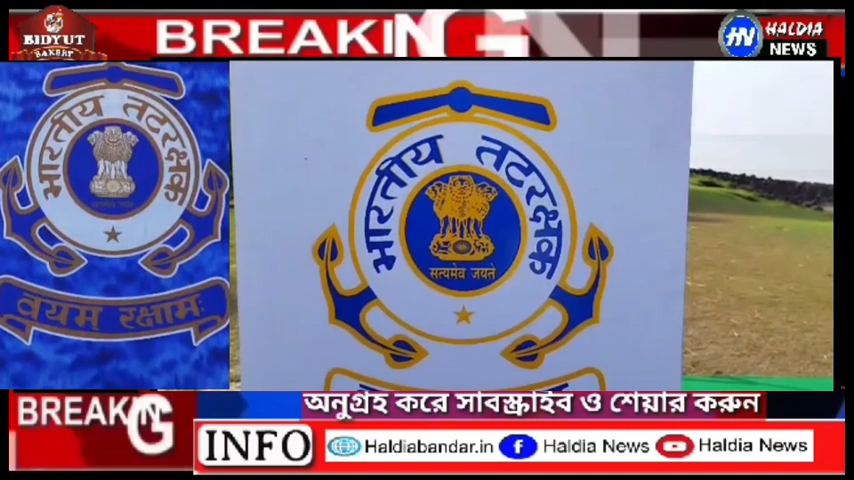 BIDYUT
BAKERY
BREAKING
HN HALDIA
NEWS
भारतीय तटरक्षक
वयम रक्षामः
भारतीय तटरक्षक
सत्यमेव जयते
BREAKING
অনুগ্রহ করে সাবস্ক্রাইব ও শেয়ার করুন
INFO
Haldiabandar.in
Haldia News
Haldia News